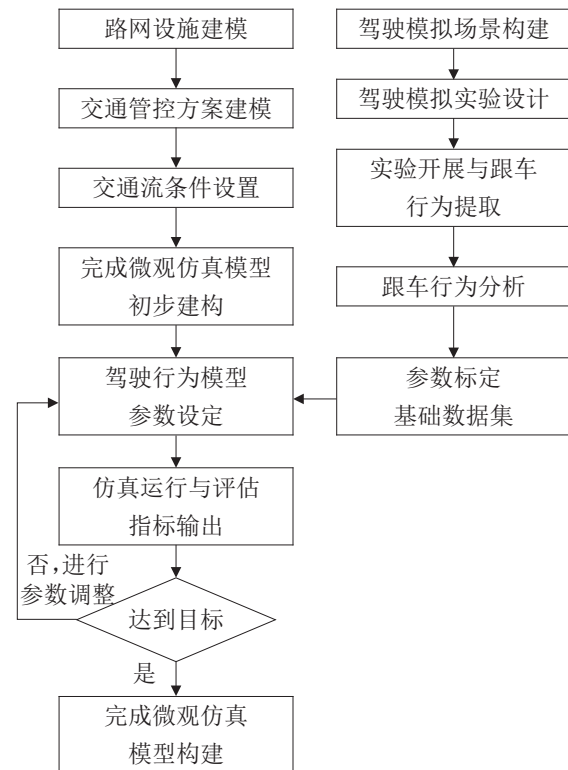 路网设施建模
交通管控方案建模
交通流条件设置
完成微观仿真模型
初步建构
驾驶行为模型
参数设定
仿真运行与评估
指标输出
否,进行
参数调整
达到目标
是
完成微观仿真
模型构建
驾驶模拟场景构建
驾驶模拟实验设计
实验开展与跟车
行为提取
跟车行为分析
参数标定
基础数据集